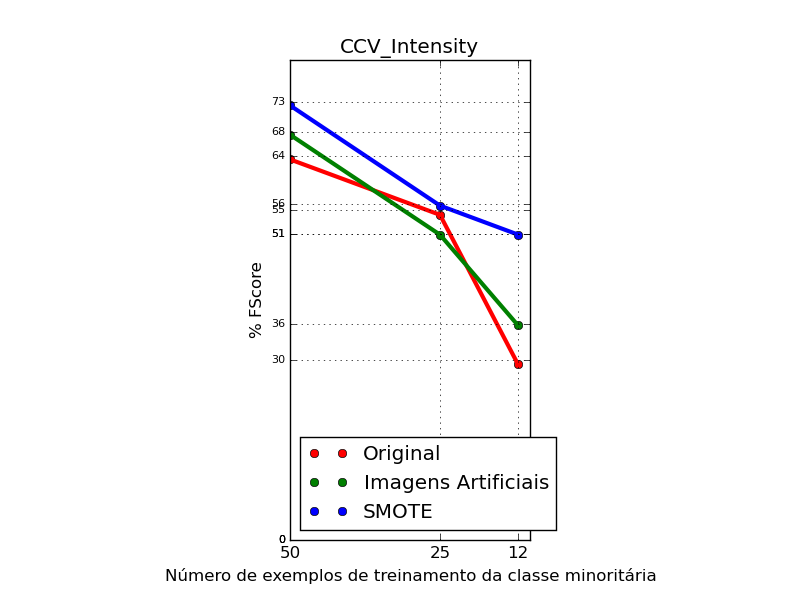 CCV_Intensity
73
68
64
56
55
51
36
30
0
% FScore
Original
Imagens Artificiais
SMOTE
50 25 12
Número de exemplos de treinamento da classe minoritária